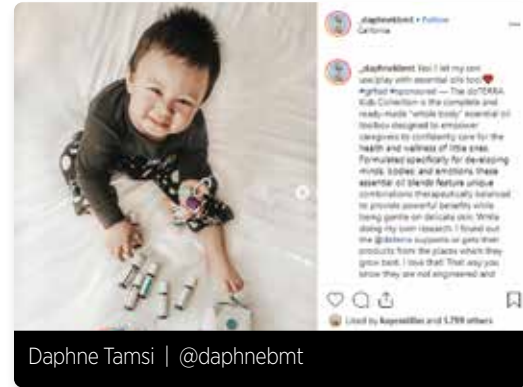 _daphnebmt • Follow
California
_daphnebmt Yes! I let my son
use/play with essential oils too!❤️
#gifted #sponsored — The doTERRA
Kids Collection is the complete and
ready-made "whole body" essential oil
toolbox designed to empower
caregivers to confidently care for the
health and wellness of little ones.
Formulated specifically for developing
minds, bodies, and emotions, these
essential oil blends feature unique
combinations therapeutically balanced
to provide powerful benefits while
being gentle on delicate skin. While
doing my own research, I found out
the @doterra supports or gets their
products from the places which they
grow best. I love that! That way you
know they are not engineered and
Liked by and 1,799 others
Daphne Tamsi | @daphnebmt